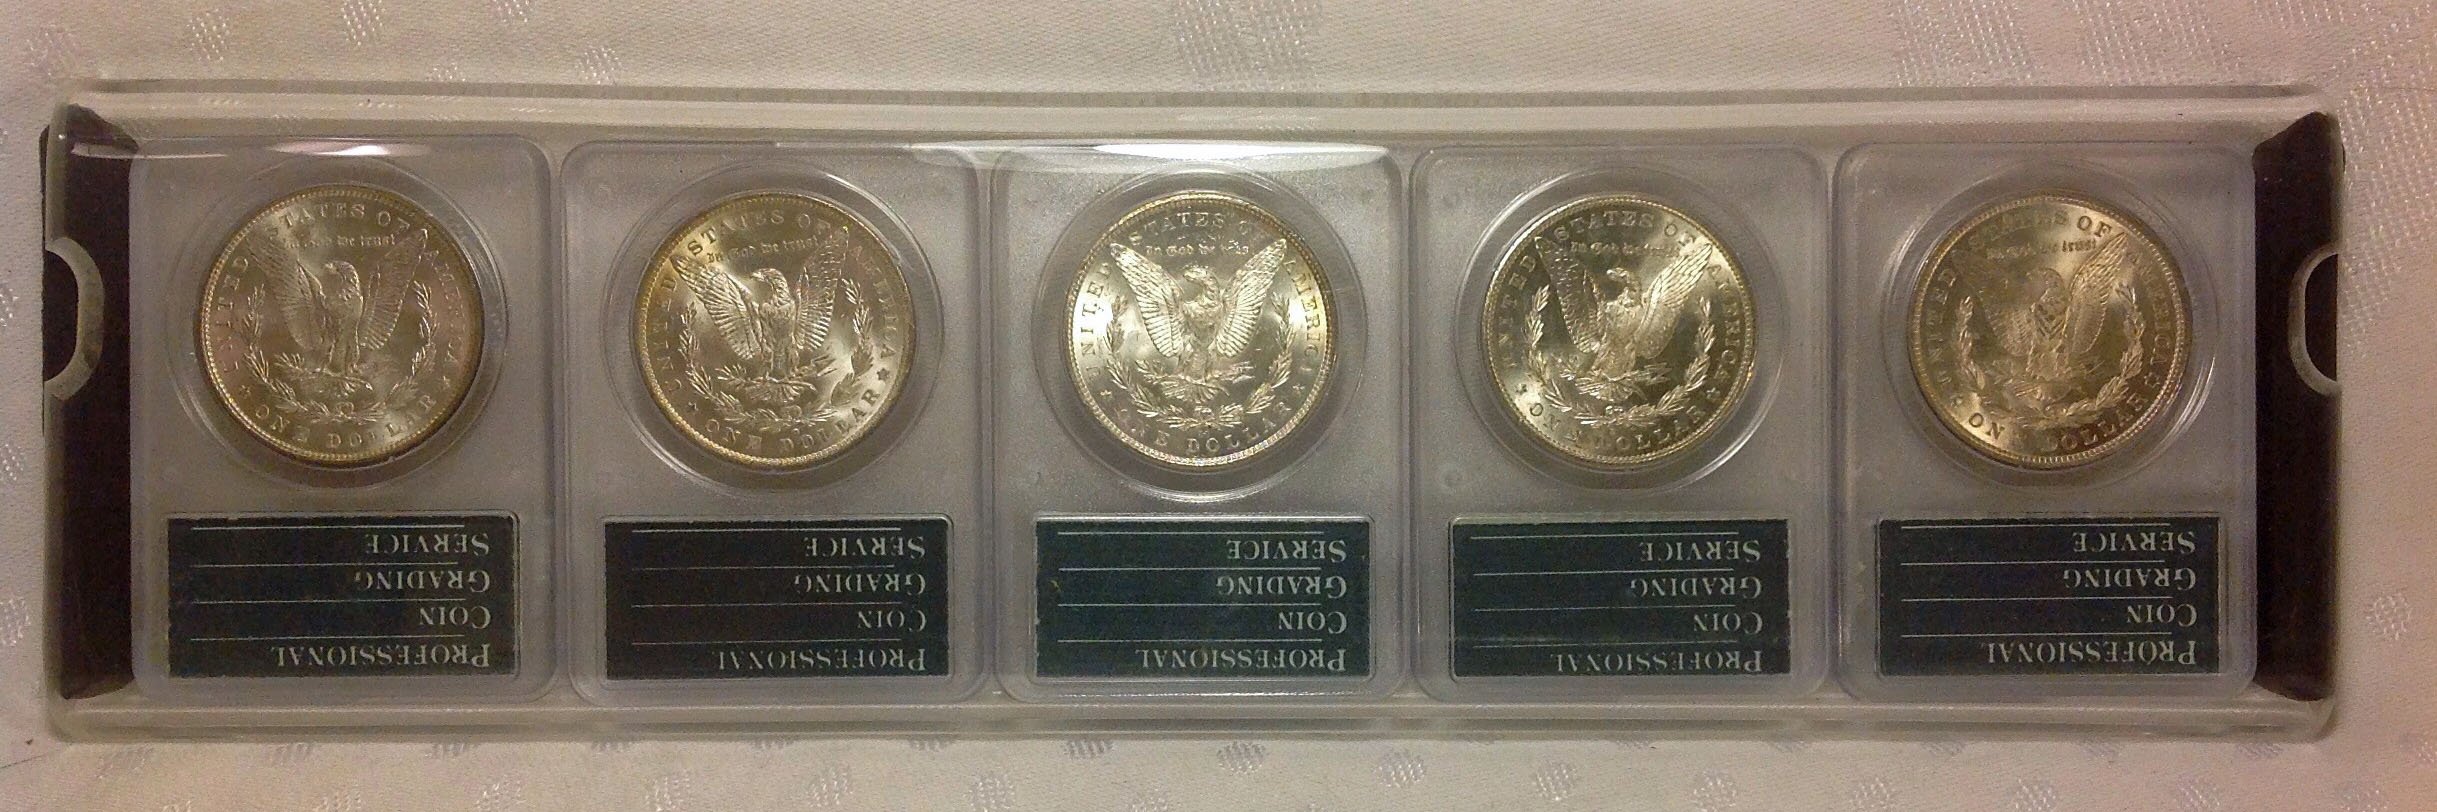 UNITED STATES OF AMERICA
In God we trust
ONE DOLLAR
UNITED STATES OF AMERICA
In God we trust
ONE DOLLAR
UNITED STATES OF AMERICA
In God we
ONE DOLLAR
UNITED STATES OF AMERICA
In God we trust
ONE DOLLAR
UNITED STATES OF AMERICA
In God we trust
ONE DOLLAR
PROFESSIONAL
COIN
GRADING
SERVICE
PROFESSIONAL
COIN
GRADING
SERVICE
PROFESSIONAL
COIN
GRADING
SERVICE
PROFESSIONAL
COIN
GRADING
SERVICE
PROFESSIONAL
COIN
GRADING
SERVICE